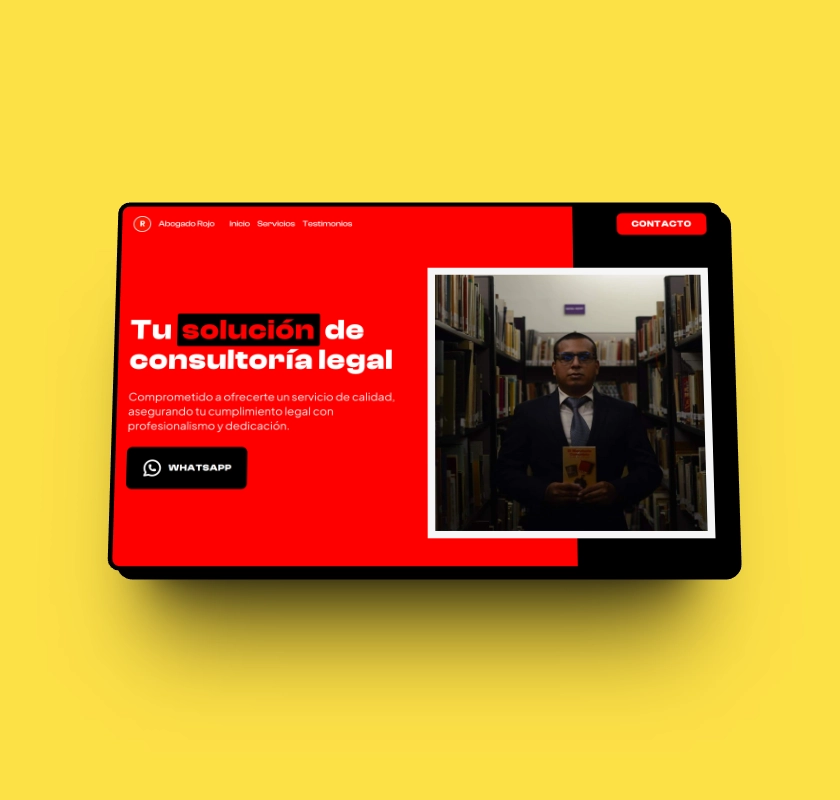 R Abogado Rojo Inicio Servicios Testimonios CONTACTO
Tu solución de
consultoría legal
Comprometido a ofrecerte un servicio de calidad,
asegurando tu cumplimiento legal con
profesionalismo y dedicación.
WHATSAPP